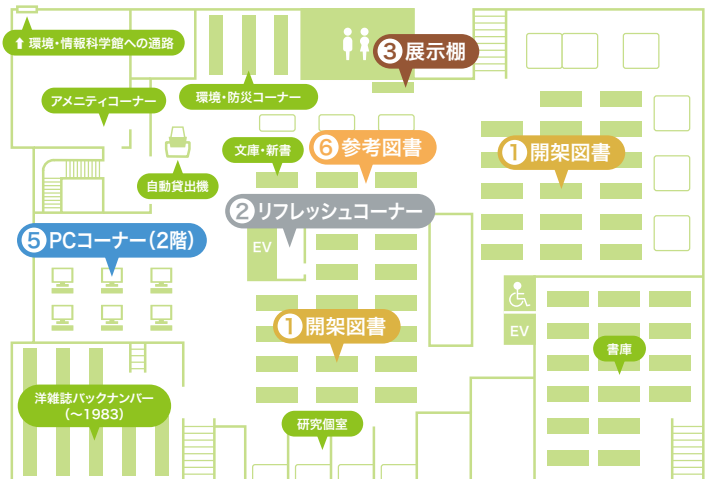 ⬆環境・情報科学館への通路
③展示棚
アメニティコーナー
環境・防災コーナー
文庫・新書
⑥参考図書
①開架図書
自動貸出機
②リフレッシュコーナー
⑤PCコーナー(2階)
EV
EV
①開架図書
書庫
洋雑誌バックナンバー
(〜1983)
研究個室